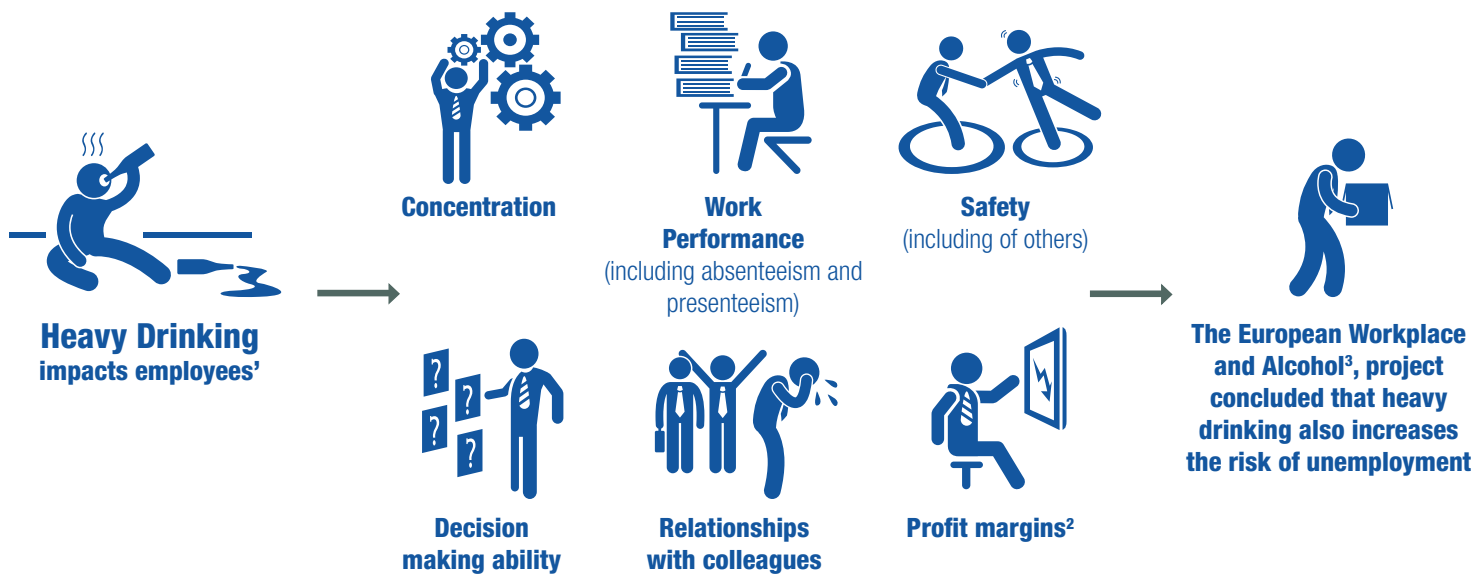 Heavy Drinking
impacts employees’
Concentration
Work
Performance
(including absenteeism and
presenteeism)
Safety
(including of others)
?
?
?
?
Decision
making ability
Relationships
with colleagues
Profit margins²
The European Workplace
and Alcohol³, project
concluded that heavy
drinking also increases
the risk of unemployment